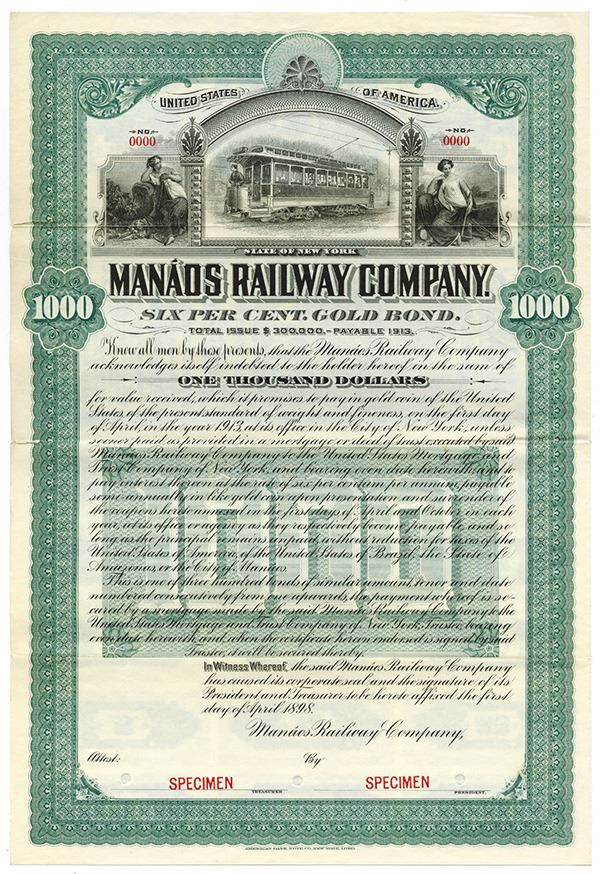 UNITED STATES OF AMERICA.
No. No.
0000 0000
STATE OF NEW YORK
MANÁOS RAILWAY COMPANY.
1000 1000
SIX PER CENT. GOLD BOND.
TOTAL ISSUE $300,000.—PAYABLE 1913.
Know all men by these presents, that the Manáos Railway Company
acknowledges itself indebted to the holder hereof in the sum of
ONE THOUSAND DOLLARS
for value received, which it promises to pay in gold coin of the United
States, of the present standard of weight and fineness, on the first day
of April, in the year 1913, at its office in the City of New York, unless
sooner paid as provided in a mortgage or deed of trust executed by said
Manáos Railway Company to the United States Mortgage and
Trust Company of New York, and bearing even date herewith and to
pay interest thereon at the rate of six per cent. per annum, payable
semi-annually in like gold coin upon presentation and surrender of
the coupons hereto annexed on the first days of April and October in each
year, at its office or agency as they respectively become payable and so
long as the principal remains unpaid without deduction for taxes of the
United States of America, of the United States of Brazil, the State of
Amazonas, or the City of Manáos.
This is one of three hundred bonds of similar amount, tenor and date
numbered consecutively from one upwards, the payment whereof is se-
cured by a mortgage made by the said Manáos Railway Company to the
United States Mortgage and Trust Company of New York, Trustee, bearing
even date herewith and when the certificate hereon endorsed is signed by said
Trustee, it will be secured thereby.
In Witness Whereof, the said Manáos Railway Company
has caused its corporate seal and the signature of its
President and Treasurer to be hereto affixed the first
day of April 1898.
Manáos Railway Company,
Attest: By
SPECIMEN SPECIMEN
TREASURER. PRESIDENT.
AMERICAN BANK NOTE CO. NEW YORK.